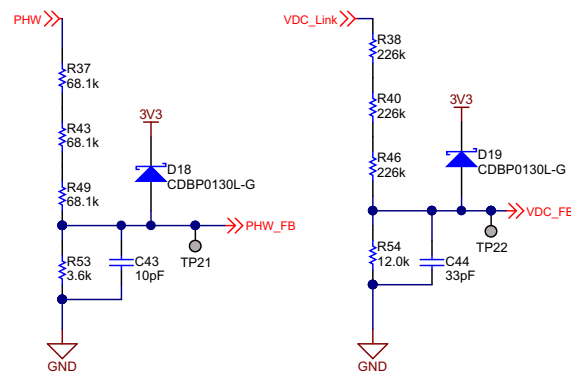 PHW
R37
68.1k
R43
68.1k
R49
68.1k
3V3
D18
CDBP0130L-G
PHW_FB
TP21
R53
3.6k
C43
10pF
GND
VDC_Link
R38
226k
R40
226k
R46
226k
3V3
D19
CDBP0130L-G
VDC_FB
TP22
R54
12.0k
C44
33pF
GND